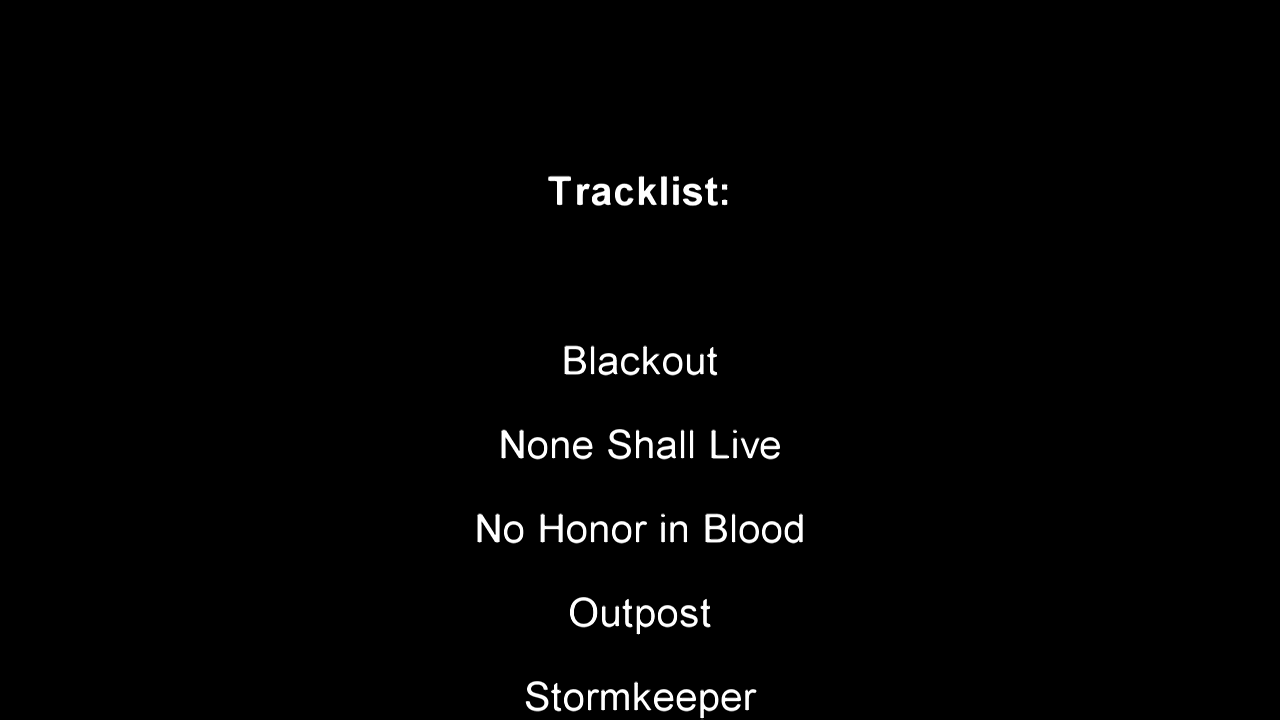 Tracklist:
Blackout
None Shall Live
No Honor in Blood
Outpost
Stormkeeper